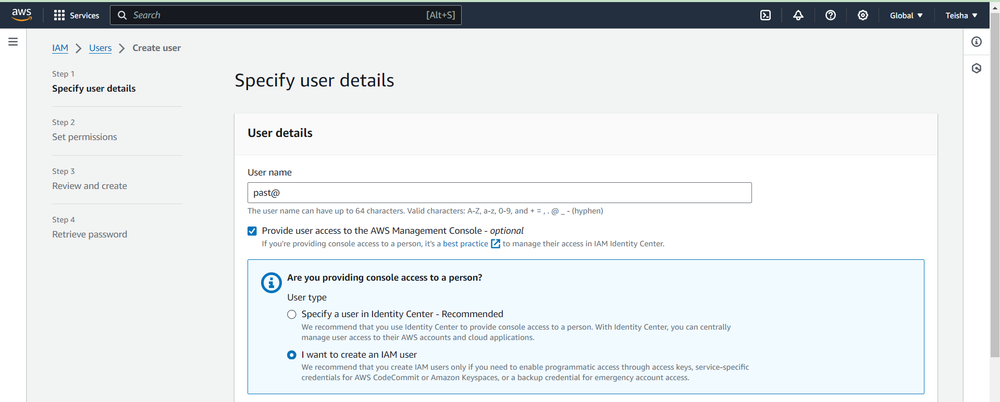 aws
Services
Search [Alt+S]
Global
Teisha
IAM Users Create user
Step 1
Specify user details
Step 2
Set permissions
Step 3
Review and create
Step 4
Retrieve password
Specify user details
User details
User name
past@
The user name can have up to 64 characters. Valid characters: A-Z, a-z, 0-9, and + = , . @ _ - (hyphen)
Provide user access to the AWS Management Console - optional
If you're providing console access to a person, it's a best practice to manage their access in IAM Identity Center.
Are you providing console access to a person?
User type
Specify a user in Identity Center - Recommended
We recommend that you use Identity Center to provide console access to a person. With Identity Center, you can centrally
manage user access to their AWS accounts and cloud applications.
I want to create an IAM user
We recommend that you create IAM users only if you need to enable programmatic access through access keys, service-specific
credentials for AWS CodeCommit or Amazon Keyspaces, or a backup credential for emergency account access.